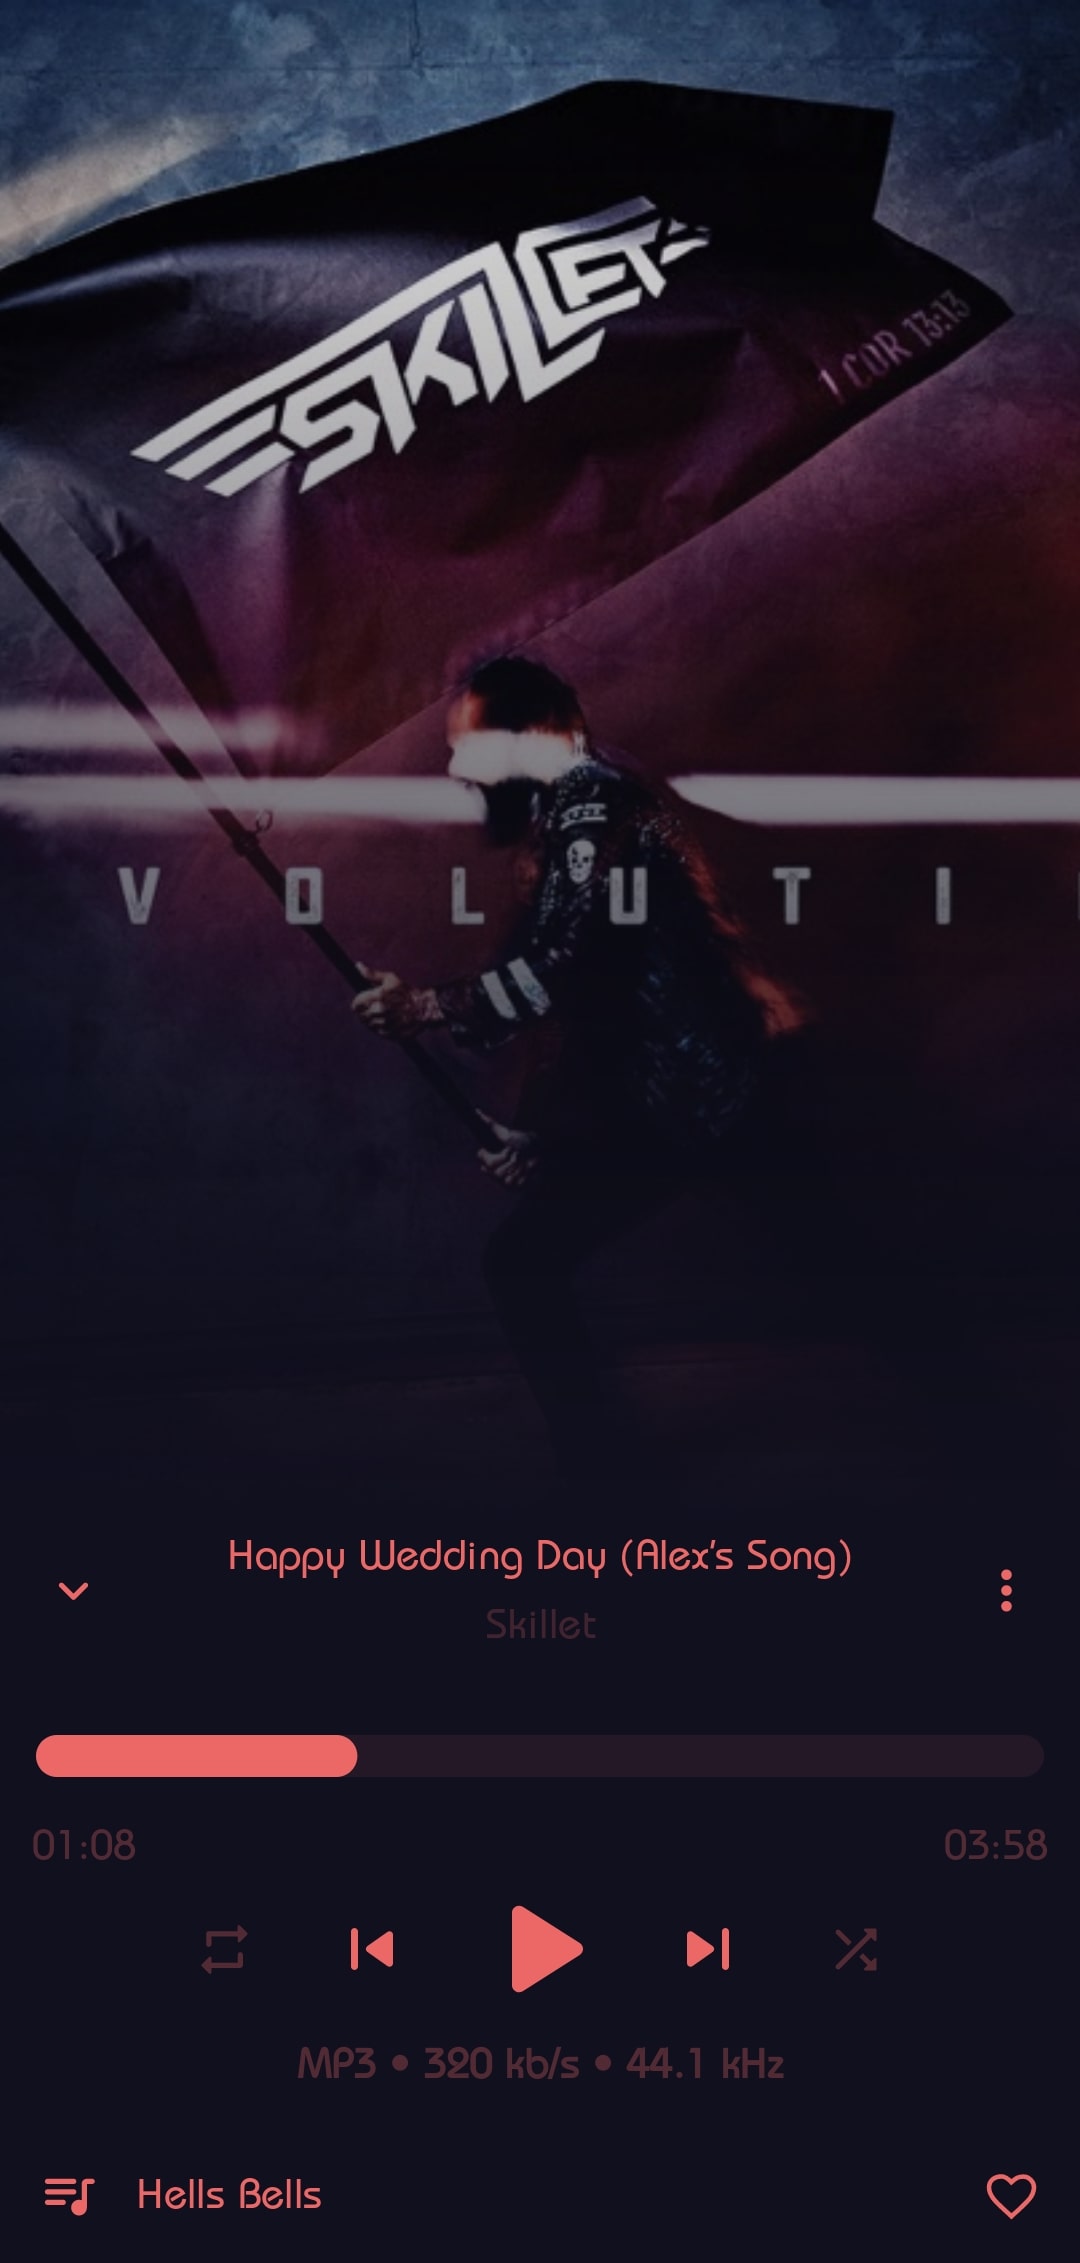 SKILLET
1 COR 13:13
V O L U T I
Happy Wedding Day (Alex's Song)
Skillet
01:08
03:58
MP3 • 320 kb/s • 44.1 kHz
Hells Bells